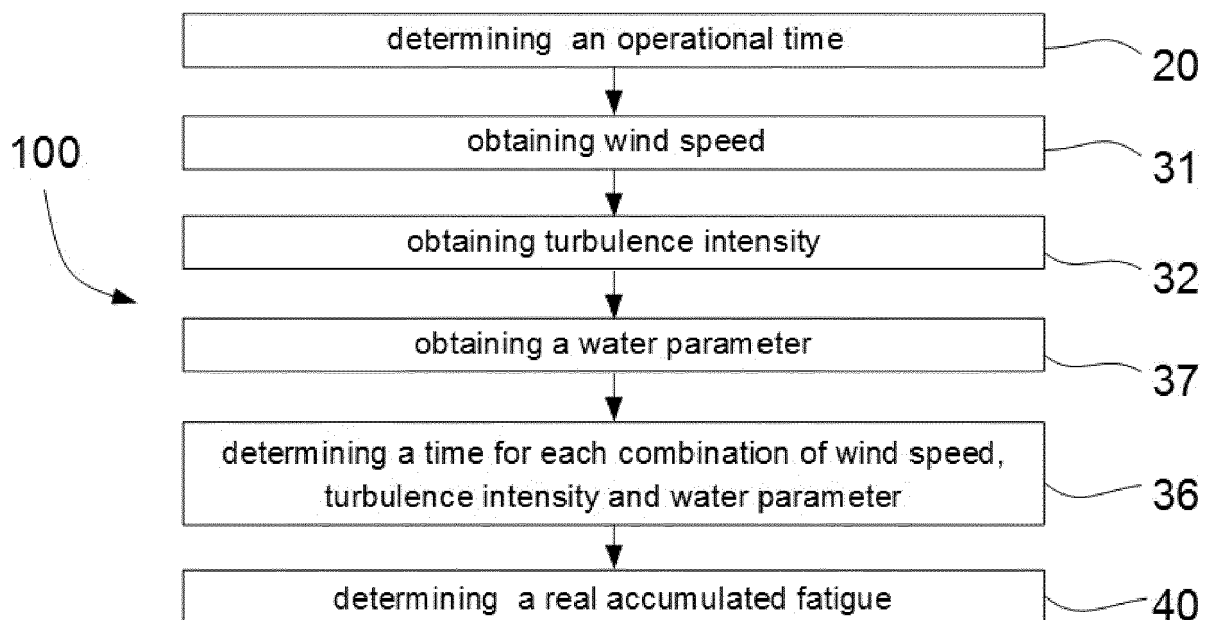 determining an operational time
20
obtaining wind speed
31
100
obtaining turbulence intensity
32
obtaining a water parameter
37
determining a time for each combination of wind speed,
turbulence intensity and water parameter
36
determining a real accumulated fatigue
40